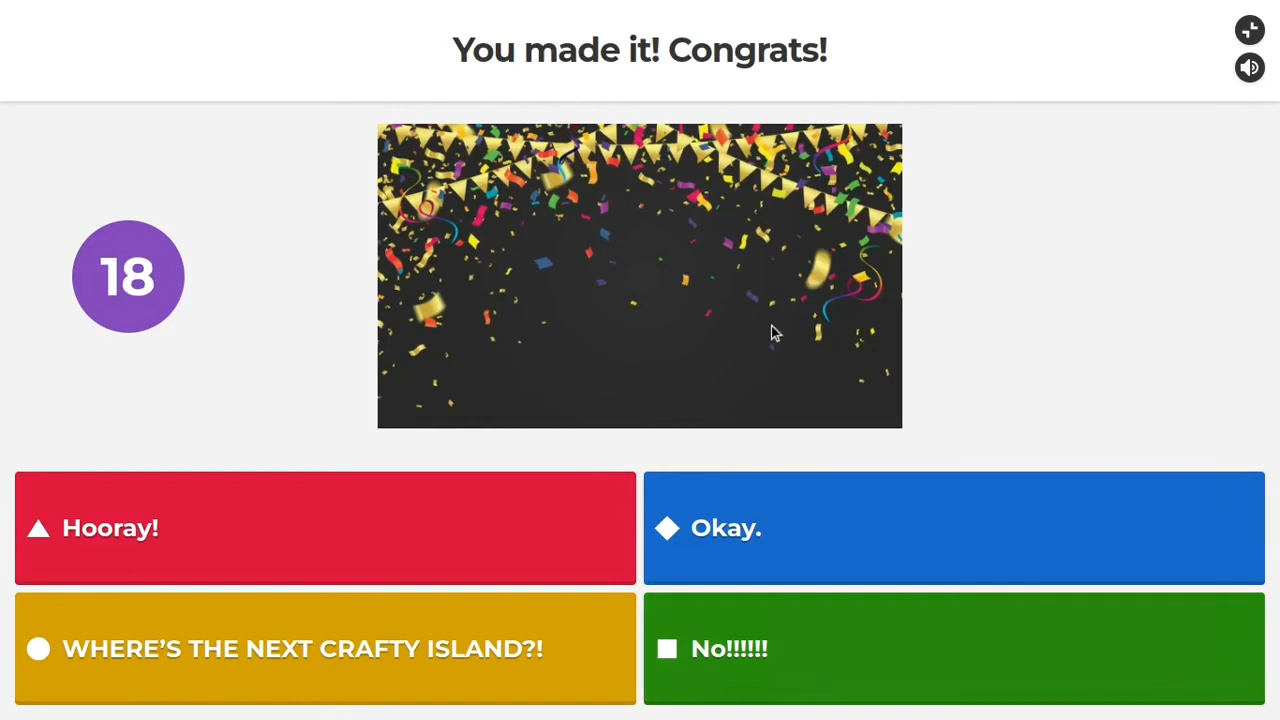 You made it! Congrats!
18
Hooray!
Okay.
WHERE’S THE NEXT CRAFTY ISLAND?!
No!!!!!!